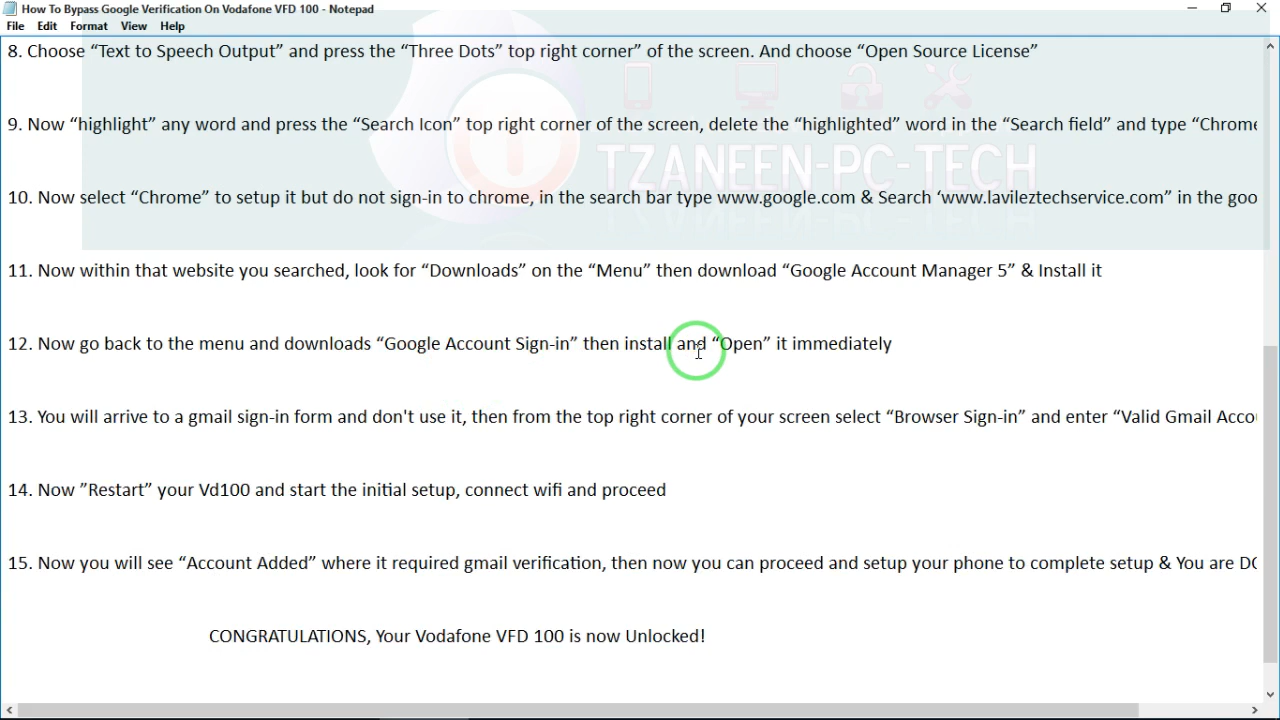 How To Bypass Google Verification On Vodafone VFD 100 - Notepad
File Edit Format View Help
8. Choose “Text to Speech Output” and press the “Three Dots” top right corner” of the screen. And choose “Open Source License”
9. Now “highlight” any word and press the “Search Icon” top right corner of the screen, delete the “highlighted” word in the “Search field” and type “Chrome
TZANEEN-PC-TECH
10. Now select “Chrome” to setup it but do not sign-in to chrome, in the search bar type www.google.com & Search ‘www.lavileztechservice.com” in the goo
11. Now within that website you searched, look for “Downloads” on the “Menu” then download “Google Account Manager 5” & Install it
12. Now go back to the menu and downloads “Google Account Sign-in” then install and “Open” it immediately
13. You will arrive to a gmail sign-in form and don't use it, then from the top right corner of your screen select “Browser Sign-in” and enter “Valid Gmail Acco
14. Now ”Restart” your Vd100 and start the initial setup, connect wifi and proceed
15. Now you will see “Account Added” where it required gmail verification, then now you can proceed and setup your phone to complete setup & You are
CONGRATULATIONS, Your Vodafone VFD 100 is now Unlocked!